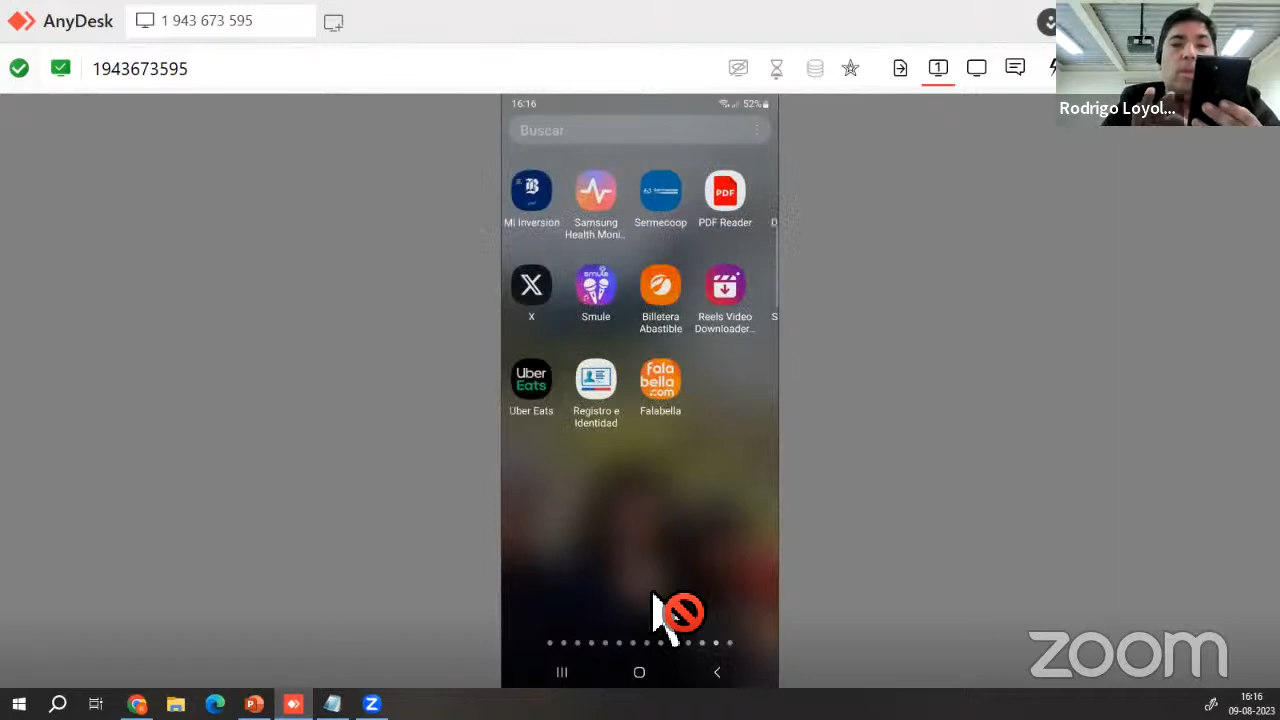 AnyDesk
1 943 673 595
1943673595
1
Rodrigo Loyol...
16:16
52%
Buscar
B
PDF
Mi Inversion
Samsung
Health Moni..
Sermecoop
PDF Reader
D
smule
X
Smule
Billetera
Abastible
Reels Video
Downloader..
S
Uber
Eats
fala
bella
.com
Uber Eats
Registro e
Identidad
Falabella
zoom
16:16
09-08-2023